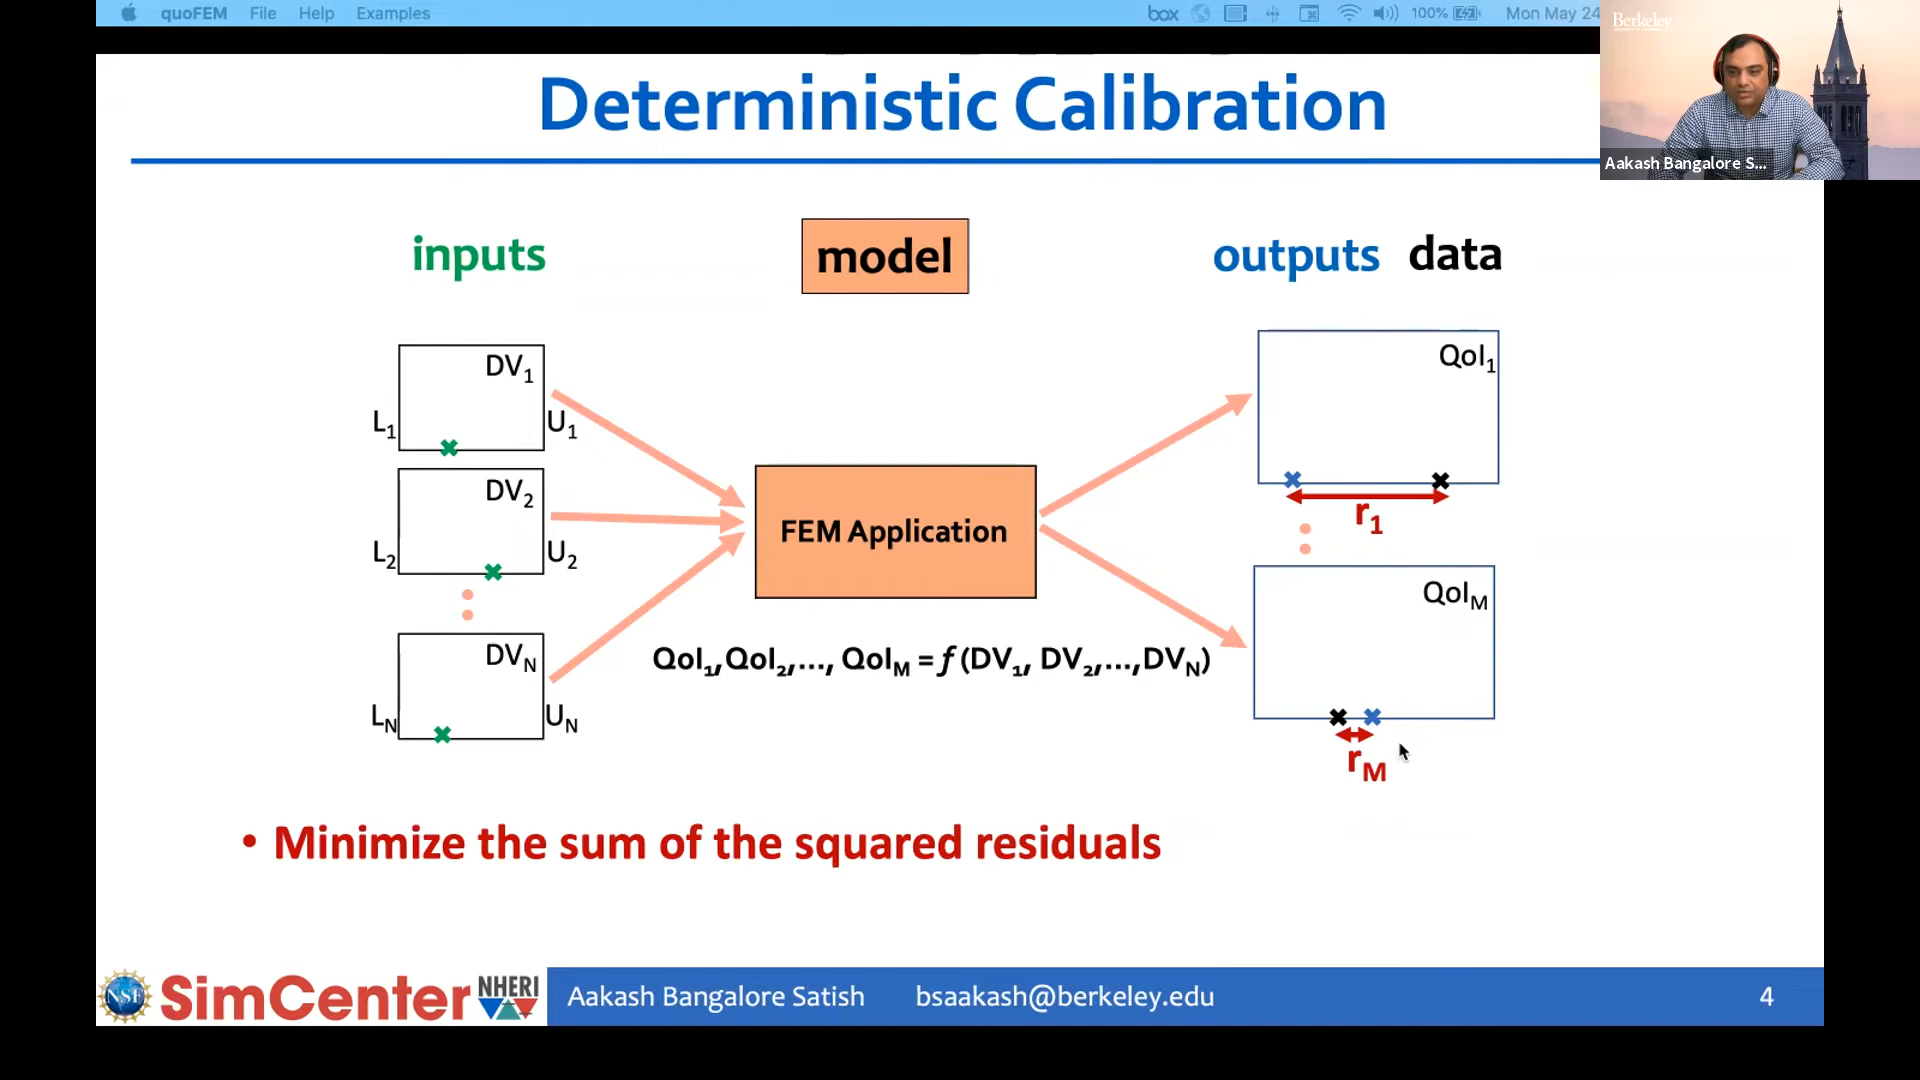 quoFEM File Help Examples
box 100% Mon May 24
Berkeley
Aakash Bangalore S...
Deterministic Calibration
inputs
model
outputs data
DV1
L1 U1
DV2
L2 U2
DVN
LN UN
FEM Application
QoI1,QoI2,..., QoIM = f (DV1, DV2,...,DVN)
QoI1
r1
QoIM
rM
• Minimize the sum of the squared residuals
NSF SimCenter NHERI
Aakash Bangalore Satish bsaakash@berkeley.edu 4